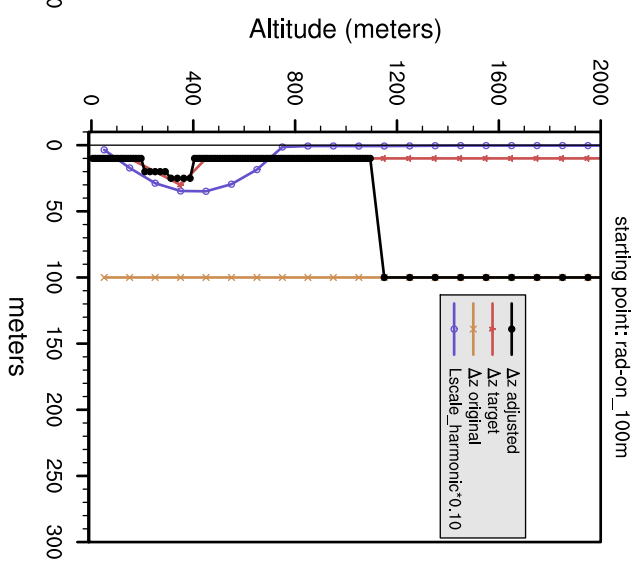 Altitude (meters)
0
400
800
1200
1600
2000
0
50
100
150
200
250
300
meters
starting point: rad-on_100m
Δz adjusted
Δz target
Δz original
Lscale_harmonic*0.10